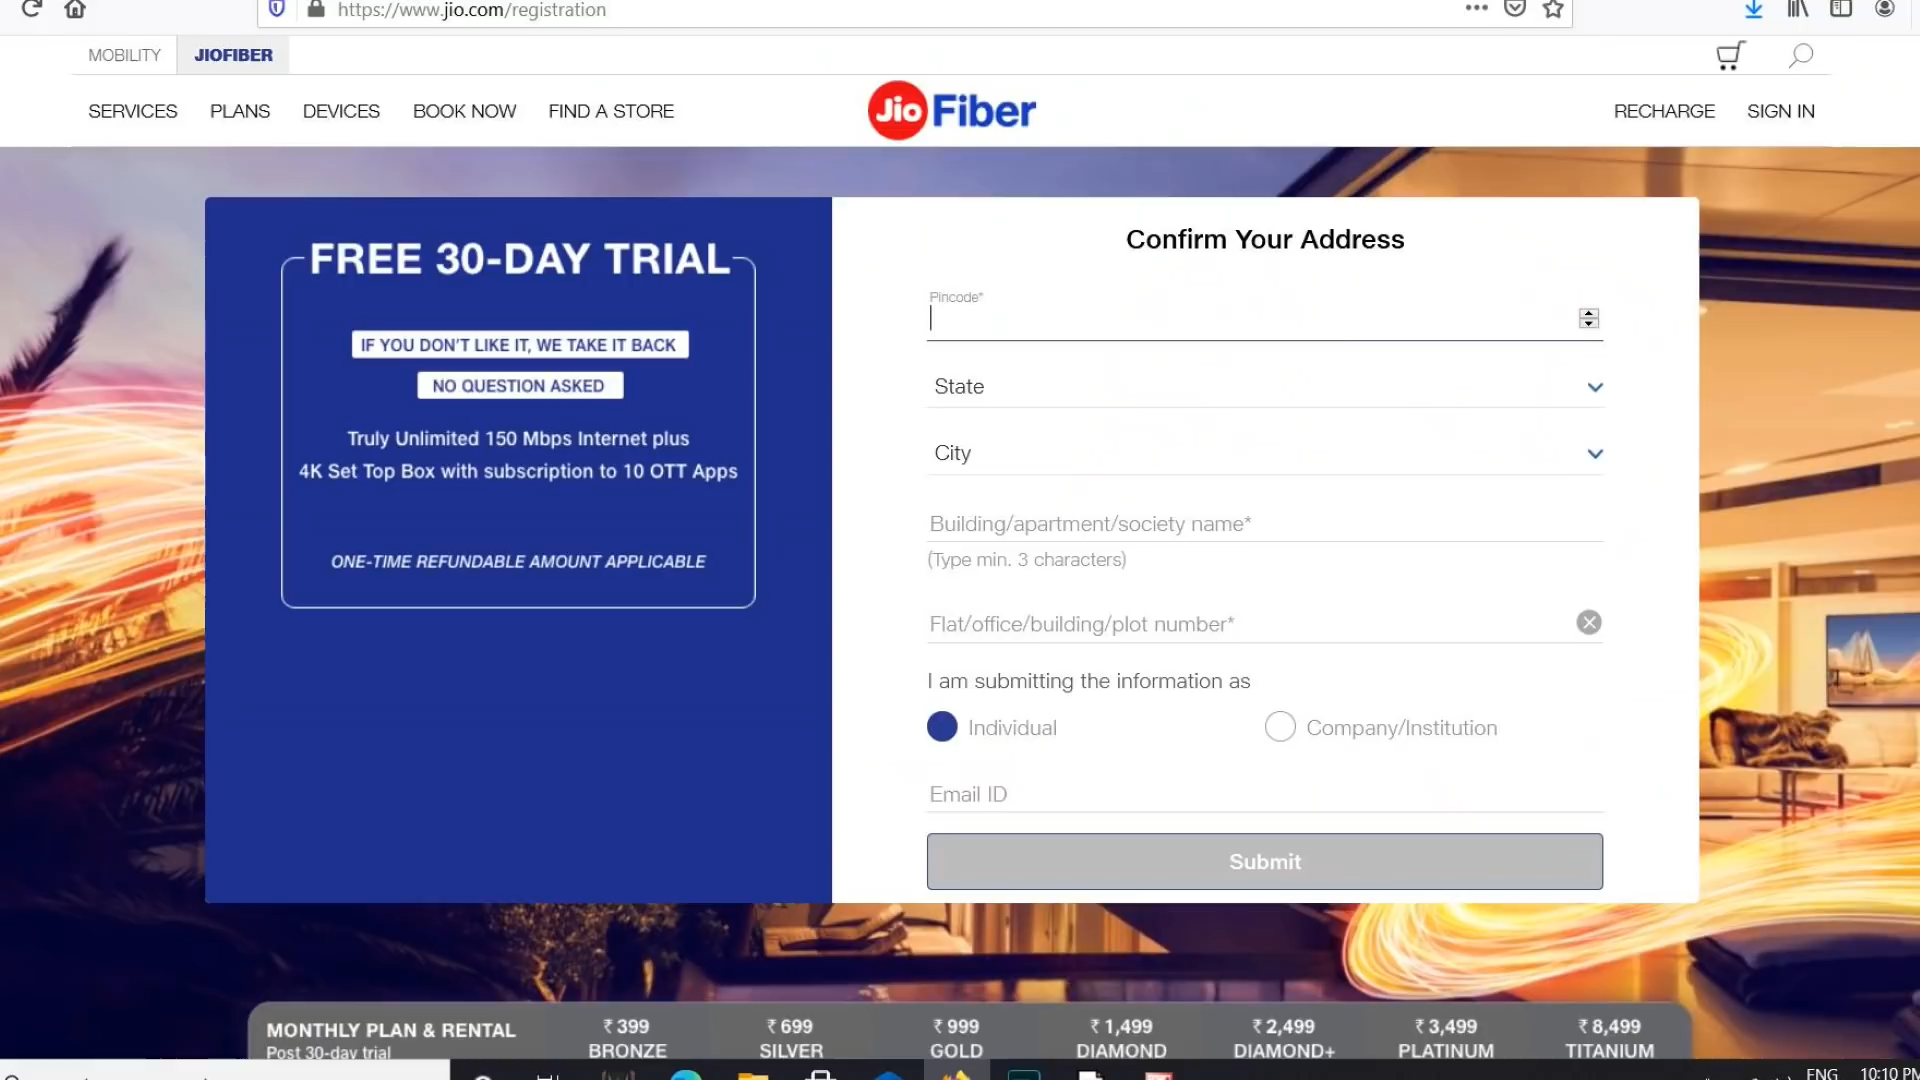 https://www.jio.com/registration
MOBILITY
JIOFIBER
SERVICES
PLANS
DEVICES
BOOK NOW
FIND A STORE
Jio Fiber
RECHARGE
SIGN IN
FREE 30-DAY TRIAL
IF YOU DON'T LIKE IT, WE TAKE IT BACK
NO QUESTION ASKED
Truly Unlimited 150 Mbps Internet plus
4K Set Top Box with subscription to 10 OTT Apps
ONE-TIME REFUNDABLE AMOUNT APPLICABLE
Confirm Your Address
Pincode*
State
City
Building/apartment/society name*
(Type min. 3 characters)
Flat/office/building/plot number*
I am submitting the information as
Individual
Company/Institution
Email ID
Submit
MONTHLY PLAN & RENTAL
Post 30-day trial
₹ 399
BRONZE
₹ 699
SILVER
₹ 999
GOLD
₹ 1,499
DIAMOND
₹ 2,499
DIAMOND+
₹ 3,499
PLATINUM
₹ 8,499
TITANIUM
ENG
10:10 PM